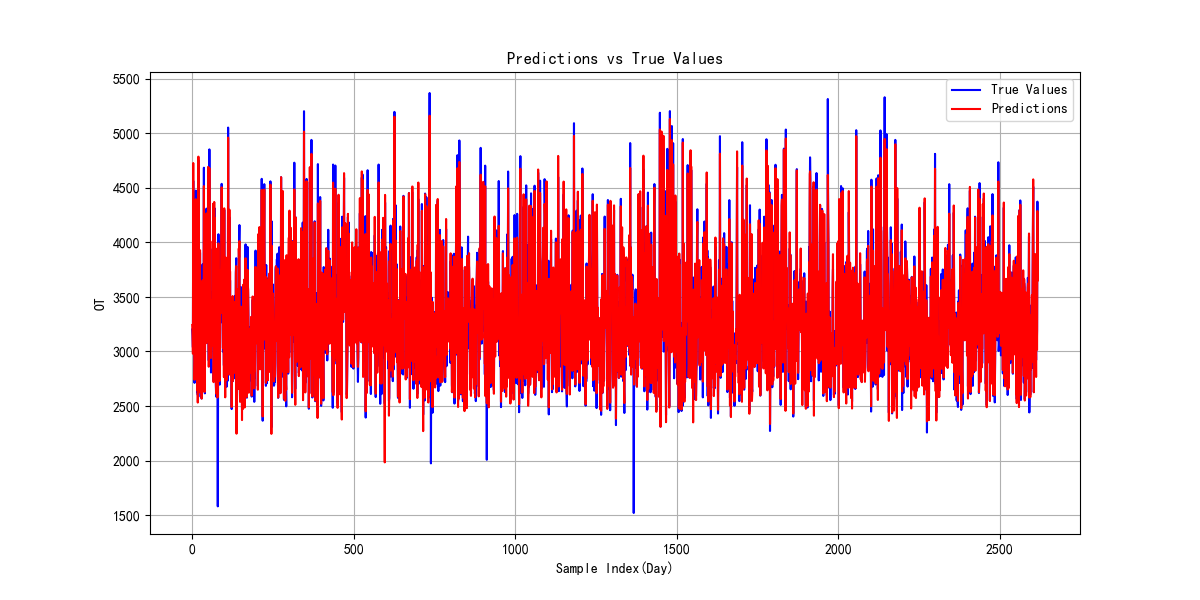 Predictions vs True Values
5500
5000
4500
4000
3500
3000
2500
2000
1500
OT
True Values
Predictions
0 500 1000 1500 2000 2500
Sample Index(Day)